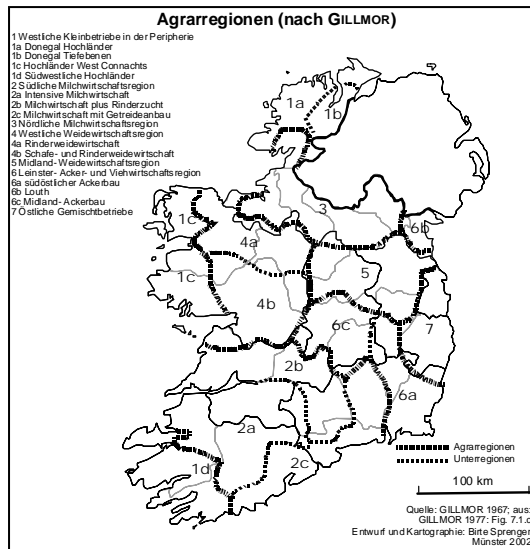 Agrarregionen (nach GILLMOR)
1 Westliche Kleinbetriebe in der Peripherie
1a Donegal Hochländer
1b Donegal Tiefebenen
1c Hochländer West Connachts
1d Südwestliche Hochländer
2 Südliche Milchwirtschaftsregion
2a Intensive Milchwirtschaft
2b Milchwirtschaft plus Rinderzucht
2c Milchwirtschaft mit Getreideanbau
3 Nördliche Milchwirtschaftsregion
4 Westliche Weidewirtschaftsregion
4a Rinderweidewirtschaft
4b Schafe- und Rinderweidewirtschaft
5 Midland- Weidewirtschaftsregion
6 Leinster- Acker- und Viehwirtschaftsregion
6a südöstlicher Ackerbau
6b Louth
6c Midland- Ackerbau
7 Östliche Gemischtbetriebe
1a
1b
1c
3
6b
4a
1c
5
4b
6c
7
2b
6a
2a
2c
1d
Agrarregionen
Unterregionen
100 km
Quelle: GILLMOR 1967; aus:
GILLMOR 1977: Fig. 7.1.c
Entwurf und Kartographie: Birte Sprenger
Münster 2002